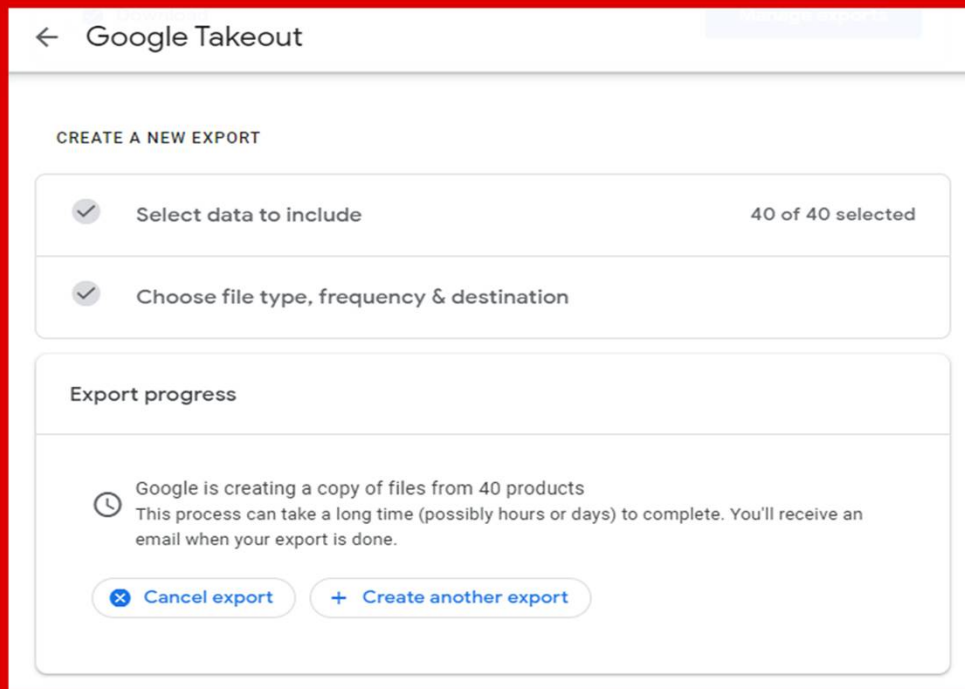 Google Takeout
CREATE A NEW EXPORT
Select data to include 40 of 40 selected
Choose file type, frequency & destination
Export progress
Google is creating a copy of files from 40 products
This process can take a long time (possibly hours or days) to complete. You'll receive an
email when your export is done.
Cancel export + Create another export